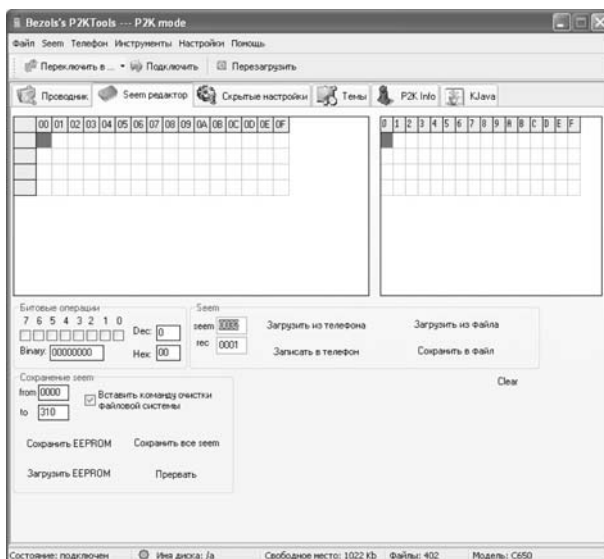 Bezols's P2KTools --- P2K mode
Файл Seem Телефон Инструменты Настройки Помощь
Переключить в ... Подключить Перезагрузить
Проводник Seem редактор Скрытые настройки Темы P2K Info KJava
00 01 02 03 04 05 06 07 08 09 0A 0B 0C 0D 0E 0F
0 1 2 3 4 5 6 7 8 9 A B C D E F
Битовые операции
7 6 5 4 3 2 1 0
Dec: 0
Binary: 00000000
Hex: 00
Seem
seem
Загрузить из телефона
Загрузить из файла
rec 0001
Записать в телефон
Сохранить в файл
Сохранение seem
Clear
from 0000
Вставить команду очистки
файловой системы
to 310
Сохранить EEPROM Сохранить все seem
Загрузить EEPROM Прервать
Состояние: подключен Имя диска: /a Свободное место: 1022 Kb Файлы: 402 Модель: C650